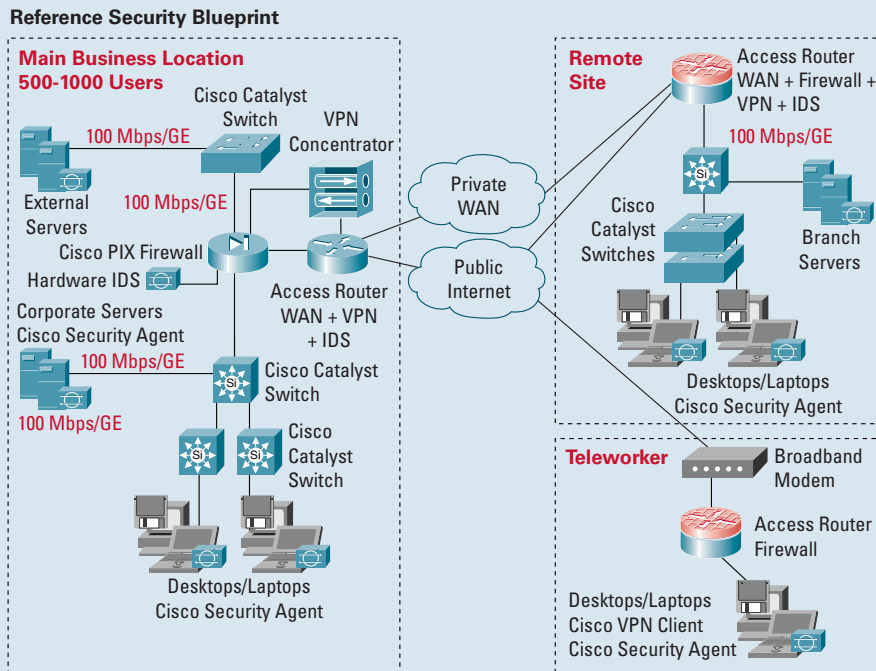 Reference Security Blueprint
Main Business Location
500-1000 Users
Cisco Catalyst
Switch
VPN
Concentrator
100 Mbps/GE
100 Mbps/GE
External
Servers
Cisco PIX Firewall
Hardware IDS
Access Router
WAN + VPN
+ IDS
Corporate Servers
Cisco Security Agent
100 Mbps/GE
100 Mbps/GE
Si
Cisco Catalyst
Switch
Si
Si
Cisco
Catalyst
Switch
Desktops/Laptops
Cisco Security Agent
Private
WAN
Public
Internet
Remote
Site
Access Router
WAN + Firewall +
VPN + IDS
100 Mbps/GE
Si
Cisco
Catalyst
Switches
Branch
Servers
Desktops/Laptops
Cisco Security Agent
Teleworker
Broadband
Modem
Access Router
Firewall
Desktops/Laptops
Cisco VPN Client
Cisco Security Agent